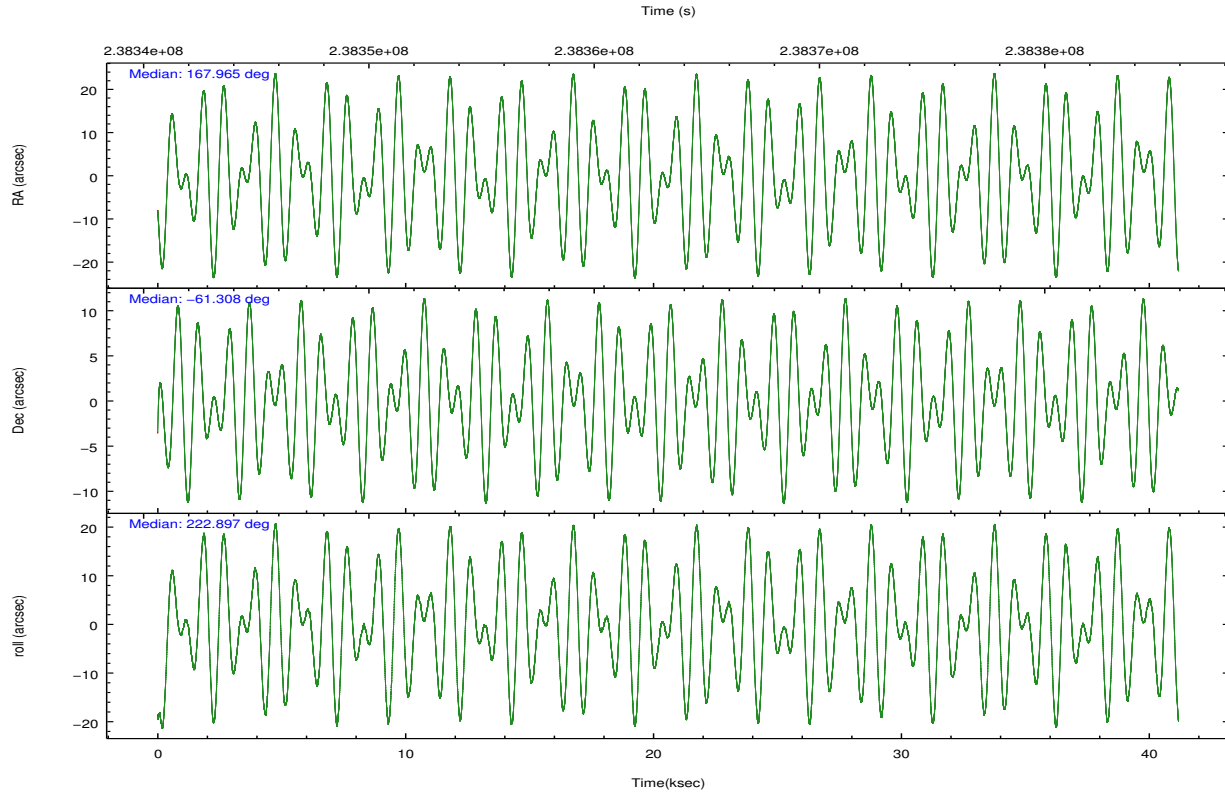 Time (s)
2.3834e+08 2.3835e+08 2.3836e+08 2.3837e+08 2.3838e+08
Median: 167.965 deg
20
10
0
−10
−20
RA (arcsec)
Median: −61.308 deg
10
5
0
−5
−10
Dec (arcsec)
Median: 222.897 deg
20
10
0
−10
−20
roll (arcsec)
0 10 20 30 40
Time(ksec)